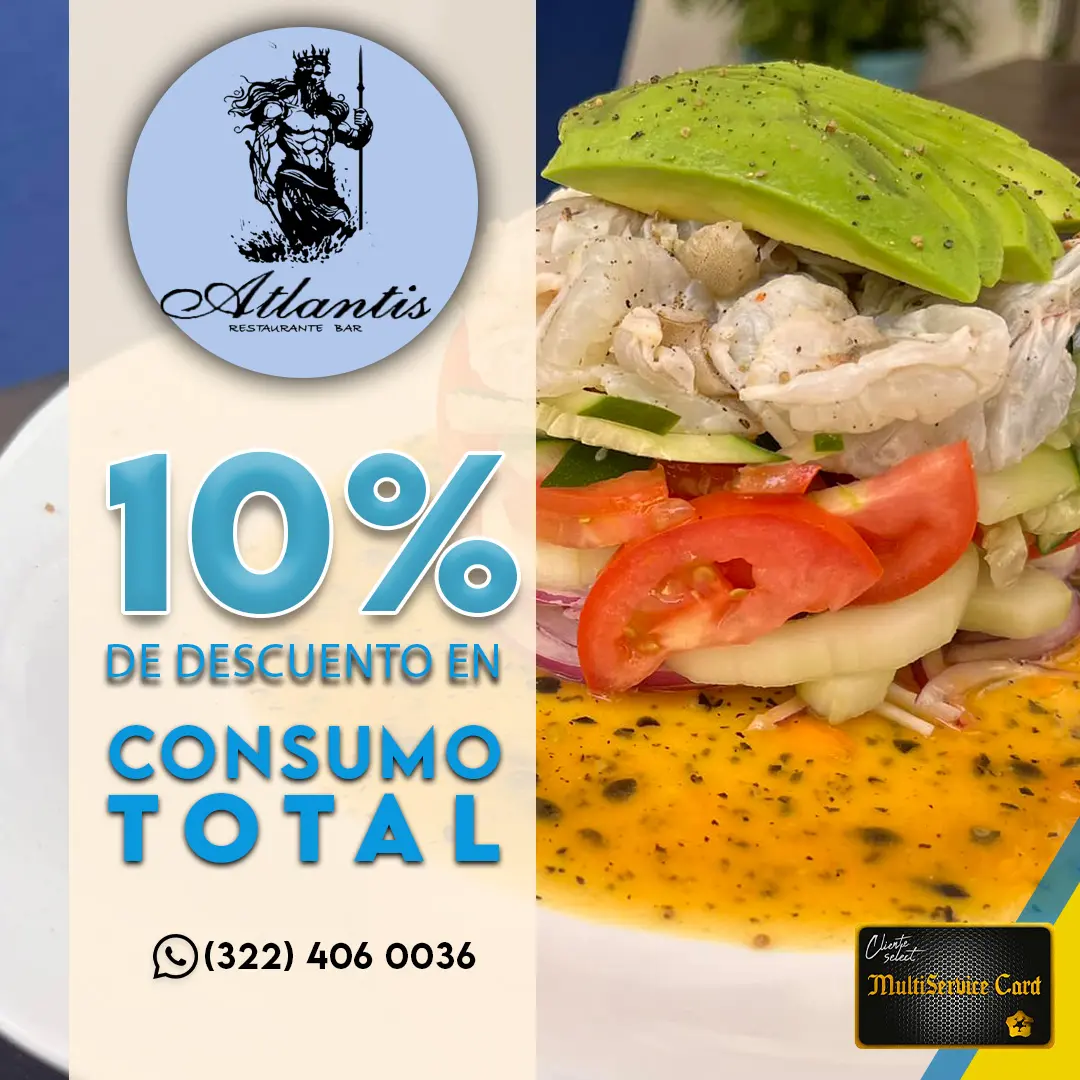 Atlantis
RESTAURANTE BAR
10%
DE DESCUENTO EN
CONSUMO
TOTAL
(322) 406 0036
Cliente
select
MultiService Card